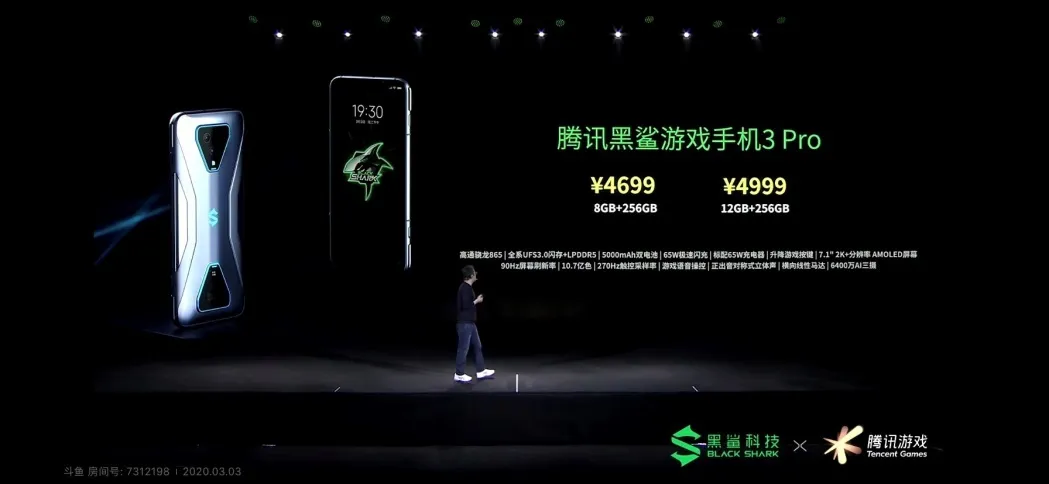 19:30
SHARK
腾讯黑鲨游戏手机3 Pro
¥4699
8GB+256GB
¥4999
12GB+256GB
高通骁龙865 | 全系UFS3.0闪存+LPDDR5 | 5000mAh双电池 | 65W极速闪充 | 标配65W充电器 | 升降游戏按键 | 7.1" 2K+分辨率 AMOLED屏幕
90Hz屏幕刷新率 | 10.7亿色 | 270Hz触控采样率 | 游戏语音操控 | 正出音对称式立体声 | 横向线性马达 | 6400万AI三摄
黑鲨科技
BLACK SHARK
×
腾讯游戏
Tencent Games
斗鱼 房间号: 7312198 | 2020.03.03